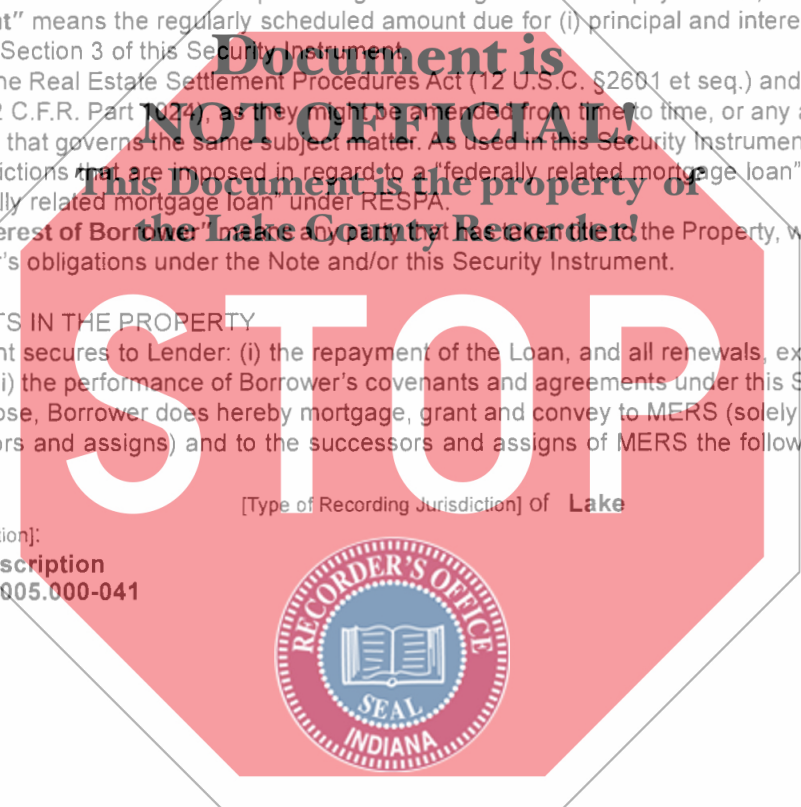 nt” means the regularly scheduled amount due for (i) principal and intere
Section 3 of this Security Instrument.
Document is
he Real Estate Settlement Procedures Act (12 U.S.C. §2601 et seq.) and
2 C.F.R. Part 1024), as they might be amended from time to time, or any a
NOT OFFICIAL!
that governs the same subject matter. As used in this Security Instrumen
ictions that are imposed in regard to a “federally related mortgage loan”
This Document is the property of
lly related mortgage loan” under RESPA.
erest of Borrower” means any party that has taken title to the Property, w
the Lake County Recorder!
r’s obligations under the Note and/or this Security Instrument.
TS IN THE PROPERTY
nt secures to Lender: (i) the repayment of the Loan, and all renewals, ex
i) the performance of Borrower’s covenants and agreements under this S
ose, Borrower does hereby mortgage, grant and convey to MERS (solely
ors and assigns) and to the successors and assigns of MERS the follow
STOP
[Type of Recording Jurisdiction] of Lake
tion]:
scription
005.000-041
RECORDER'S OFFICE
SEAL
INDIANA